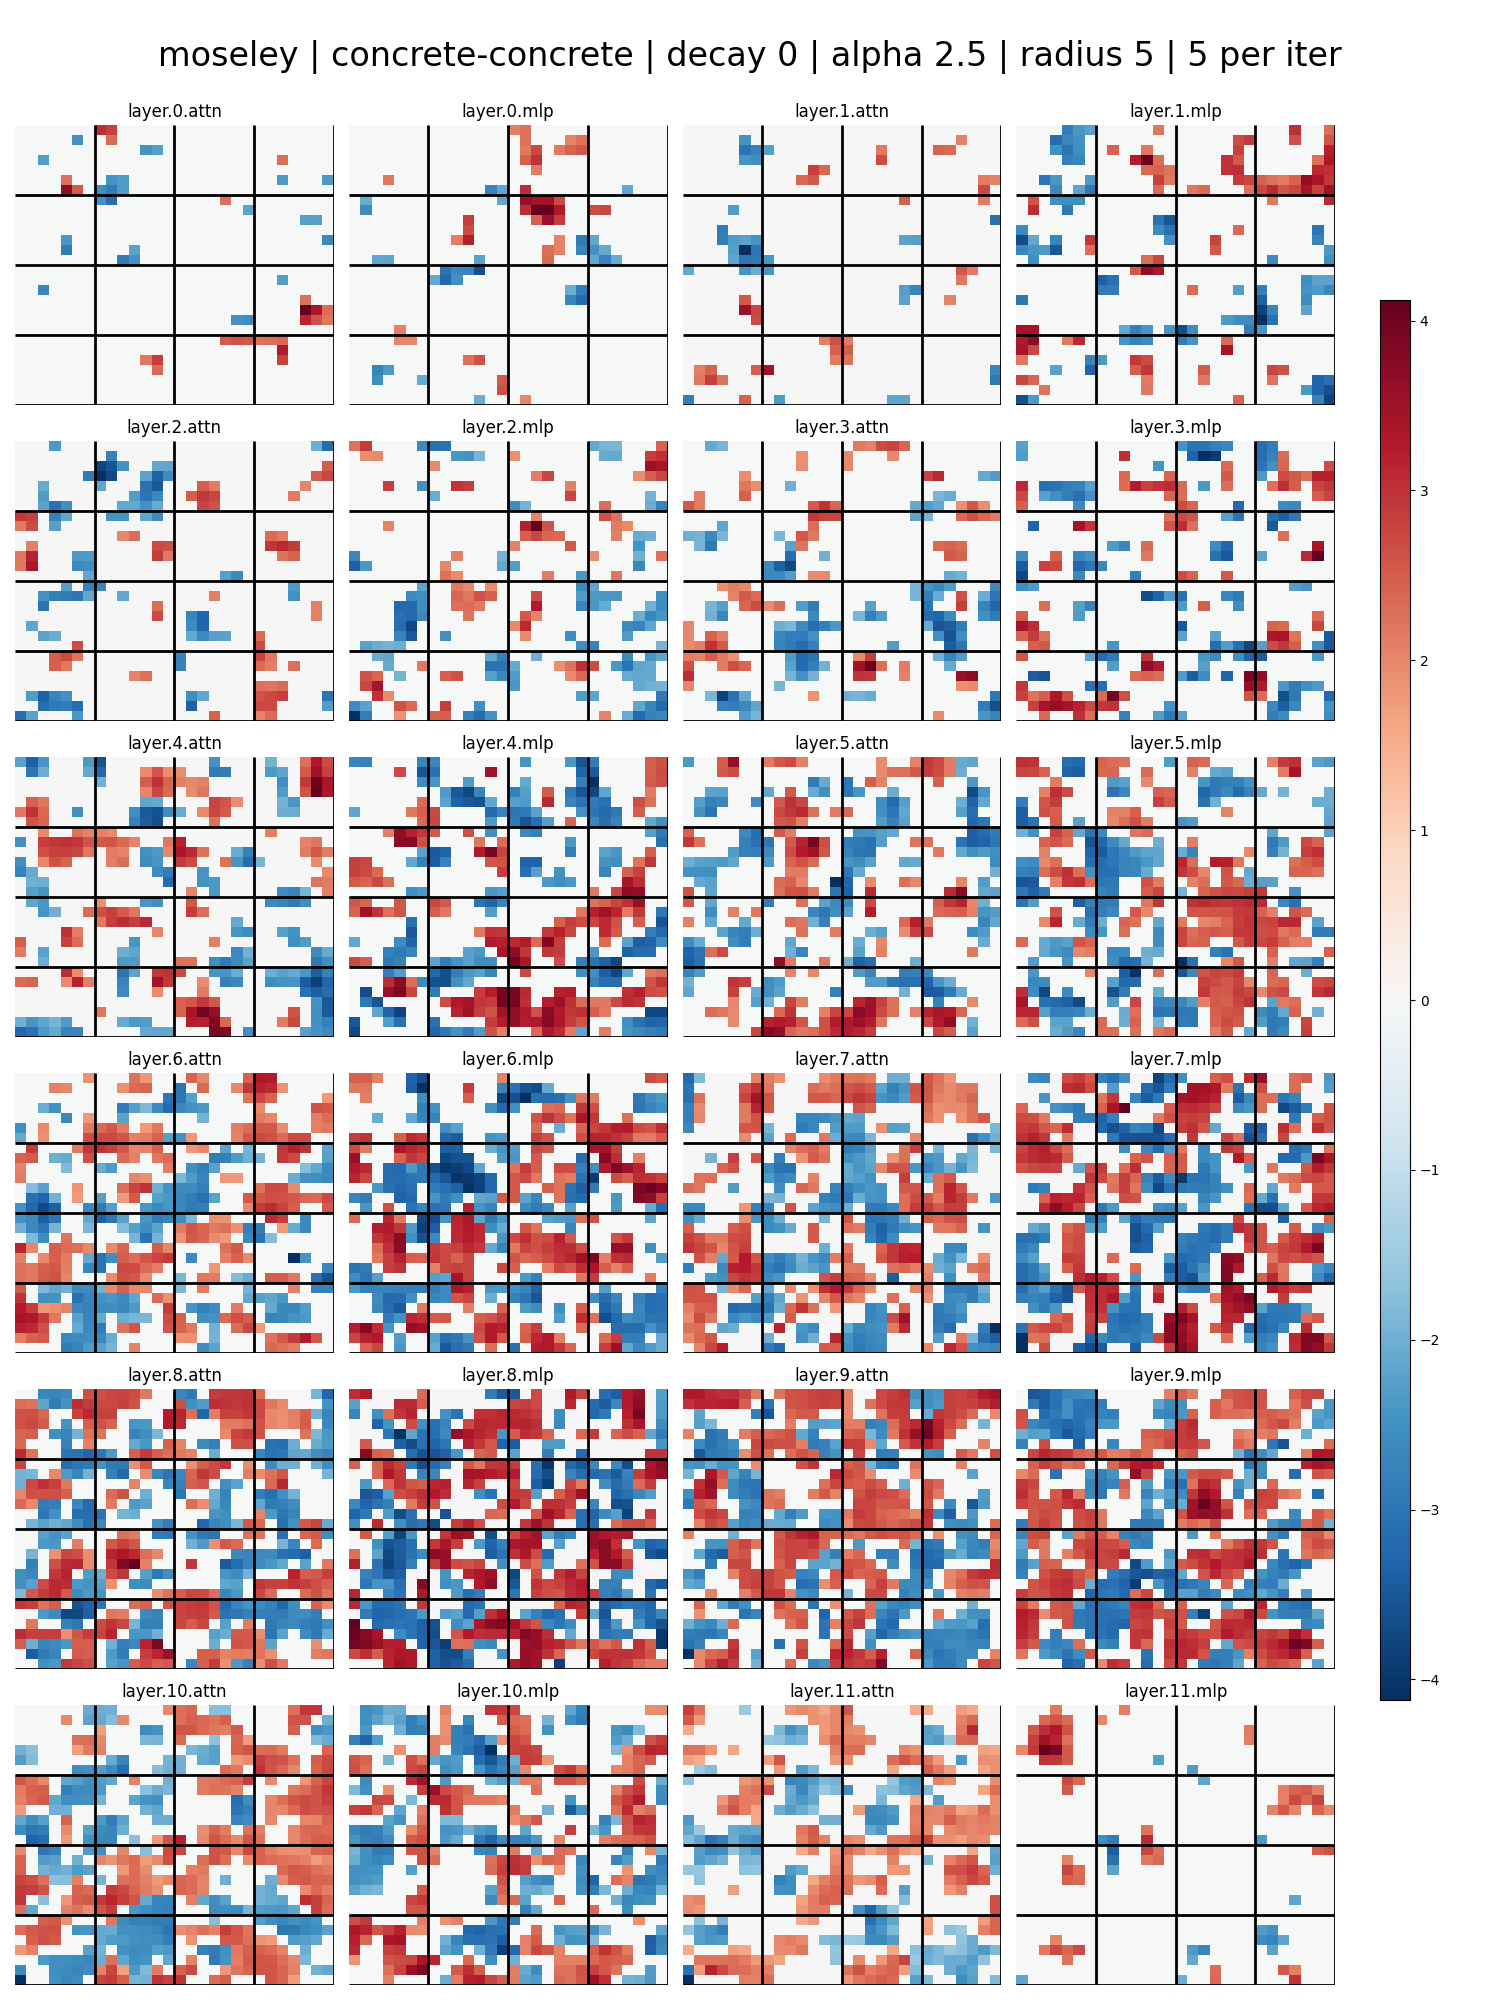 moseley | concrete-concrete | decay 0 | alpha 2.5 | radius 5 | 5 per iter
layer.0.attn
layer.0.mlp
layer.1.attn
layer.1.mlp
layer.2.attn
layer.2.mlp
layer.3.attn
layer.3.mlp
layer.4.attn
layer.4.mlp
layer.5.attn
layer.5.mlp
layer.6.attn
layer.6.mlp
layer.7.attn
layer.7.mlp
layer.8.attn
layer.8.mlp
layer.9.attn
layer.9.mlp
layer.10.attn
layer.10.mlp
layer.11.attn
layer.11.mlp
4
3
2
1
0
−1
−2
−3
−4